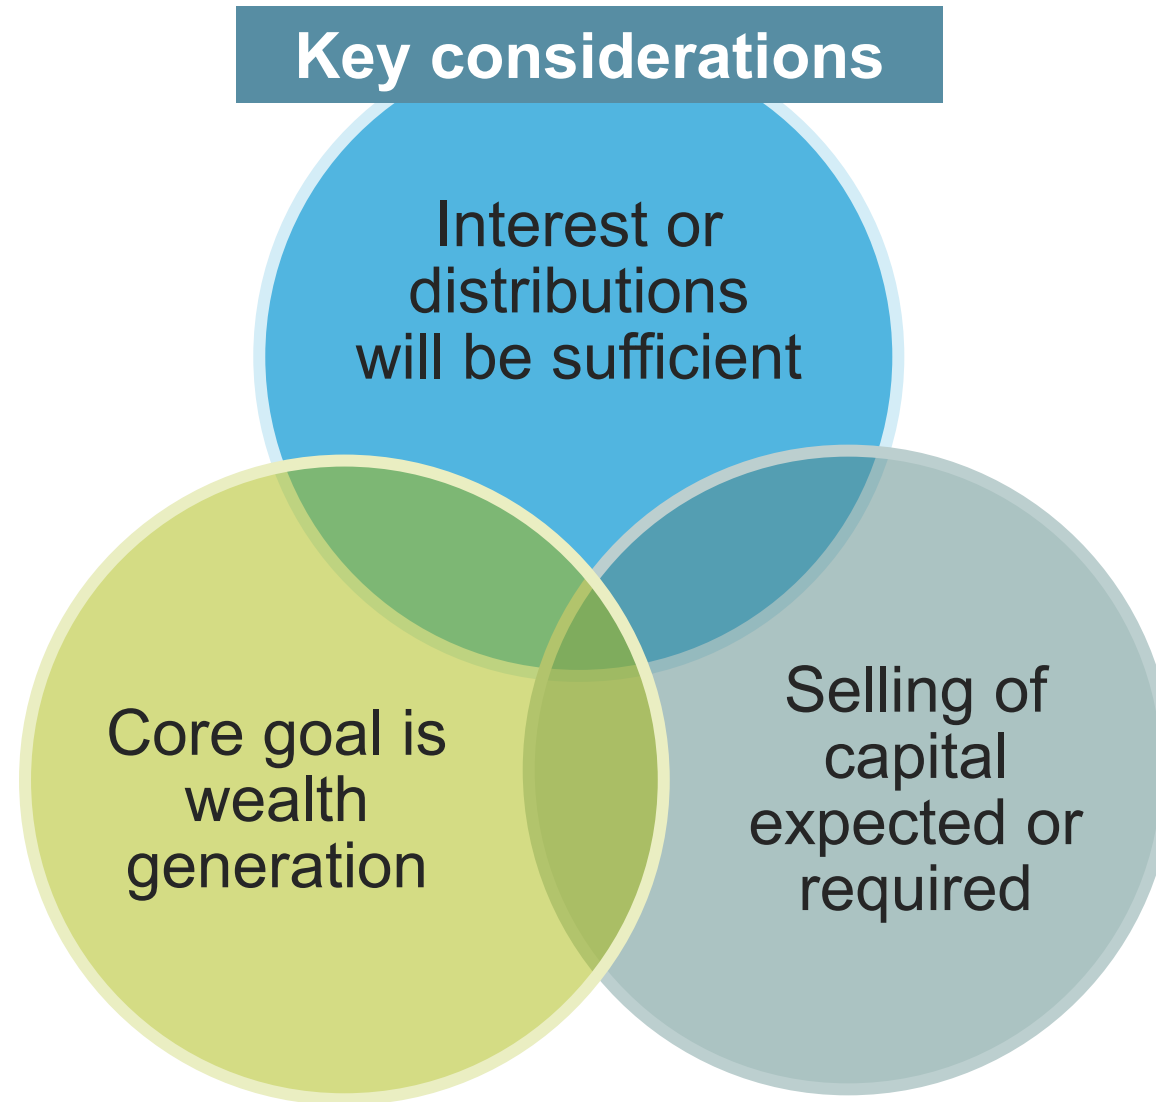 Key considerations
Interest or
distributions
will be sufficient
Core goal is
wealth
generation
Selling of
capital
expected or
required